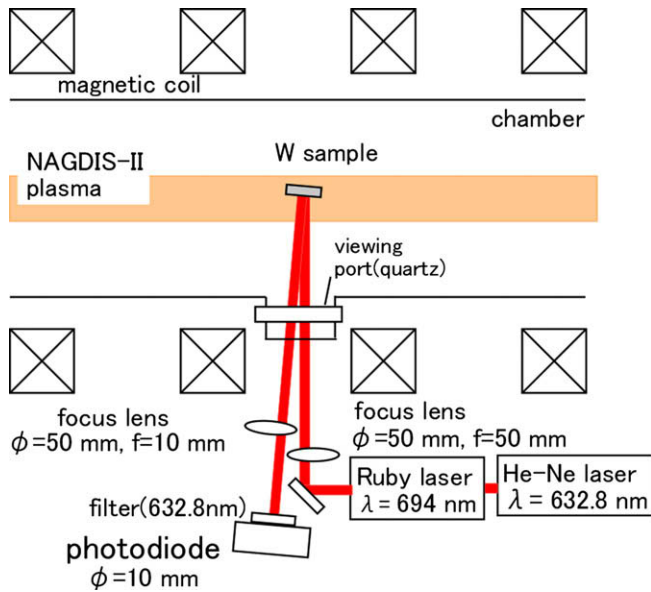 magnetic coil
chamber
NAGDIS-II
plasma
W sample
viewing
port(quartz)
focus lens
ϕ=50 mm, f=10 mm
focus lens
ϕ=50 mm, f=50 mm
Ruby laser
λ= 694 nm
He-Ne laser
λ= 632.8 nm
filter(632.8nm)
photodiode
ϕ=10 mm